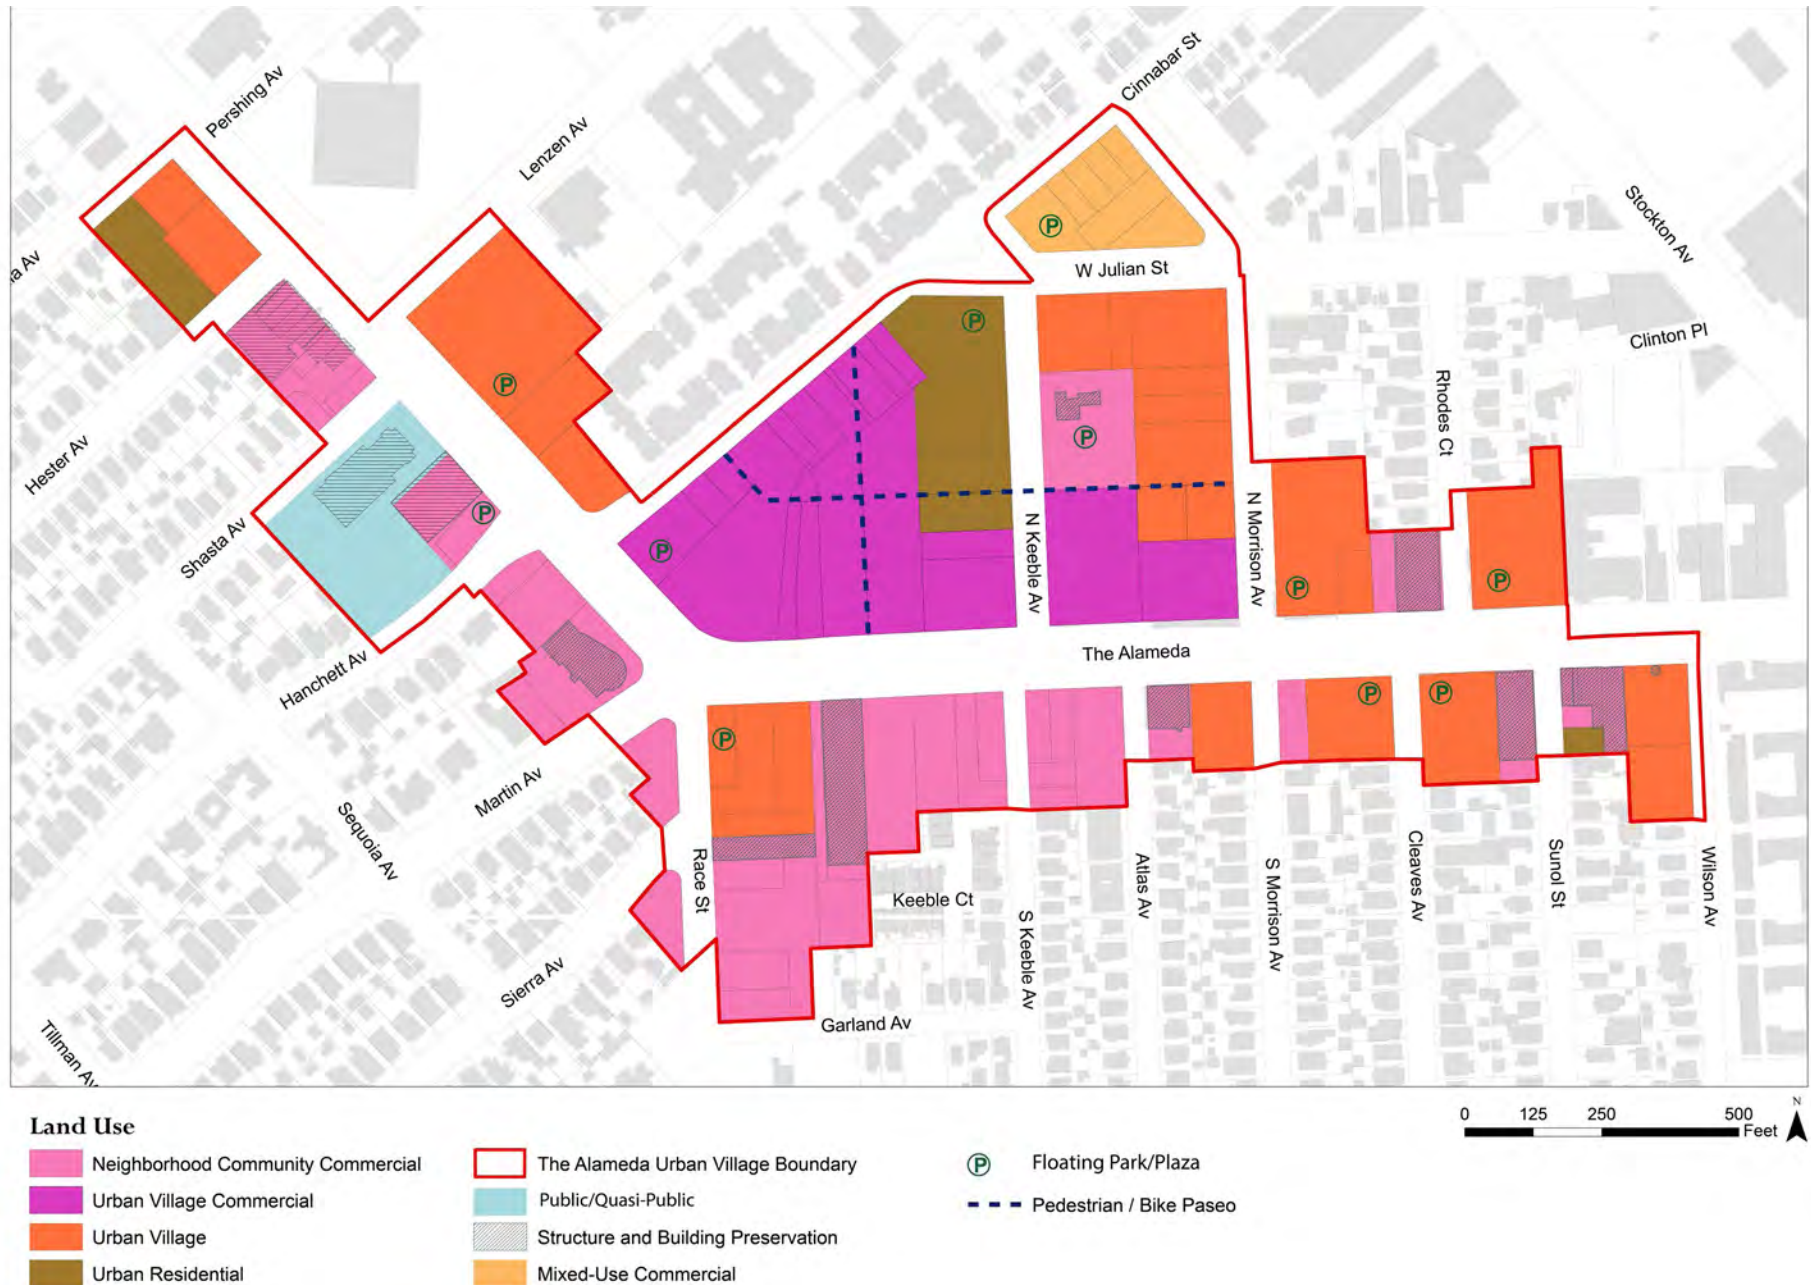 Cinnabar St
Pershing Av
Lenzen Av
Stockton Av
W Julian St
Clinton Pl
Rhodes Ct
Hester Av
N Keeble Av
N Morrison Av
Shasta Av
The Alameda
Hanchett Av
Martin Av
Sequoia Av
Race St
Keeble Ct
S Keeble Av
Atlas Av
S Morrison Av
Cleaves Av
Sunol St
Wilson Av
Sierra Av
Garland Av
Tillman Av
P
P
P
P
P
P
P
P
P
P
P
P
Land Use
Neighborhood Community Commercial
Urban Village Commercial
Urban Village
Urban Residential
The Alameda Urban Village Boundary
Public/Quasi-Public
Structure and Building Preservation
Mixed-Use Commercial
P Floating Park/Plaza
Pedestrian / Bike Paseo
0 125 250 500
Feet
N